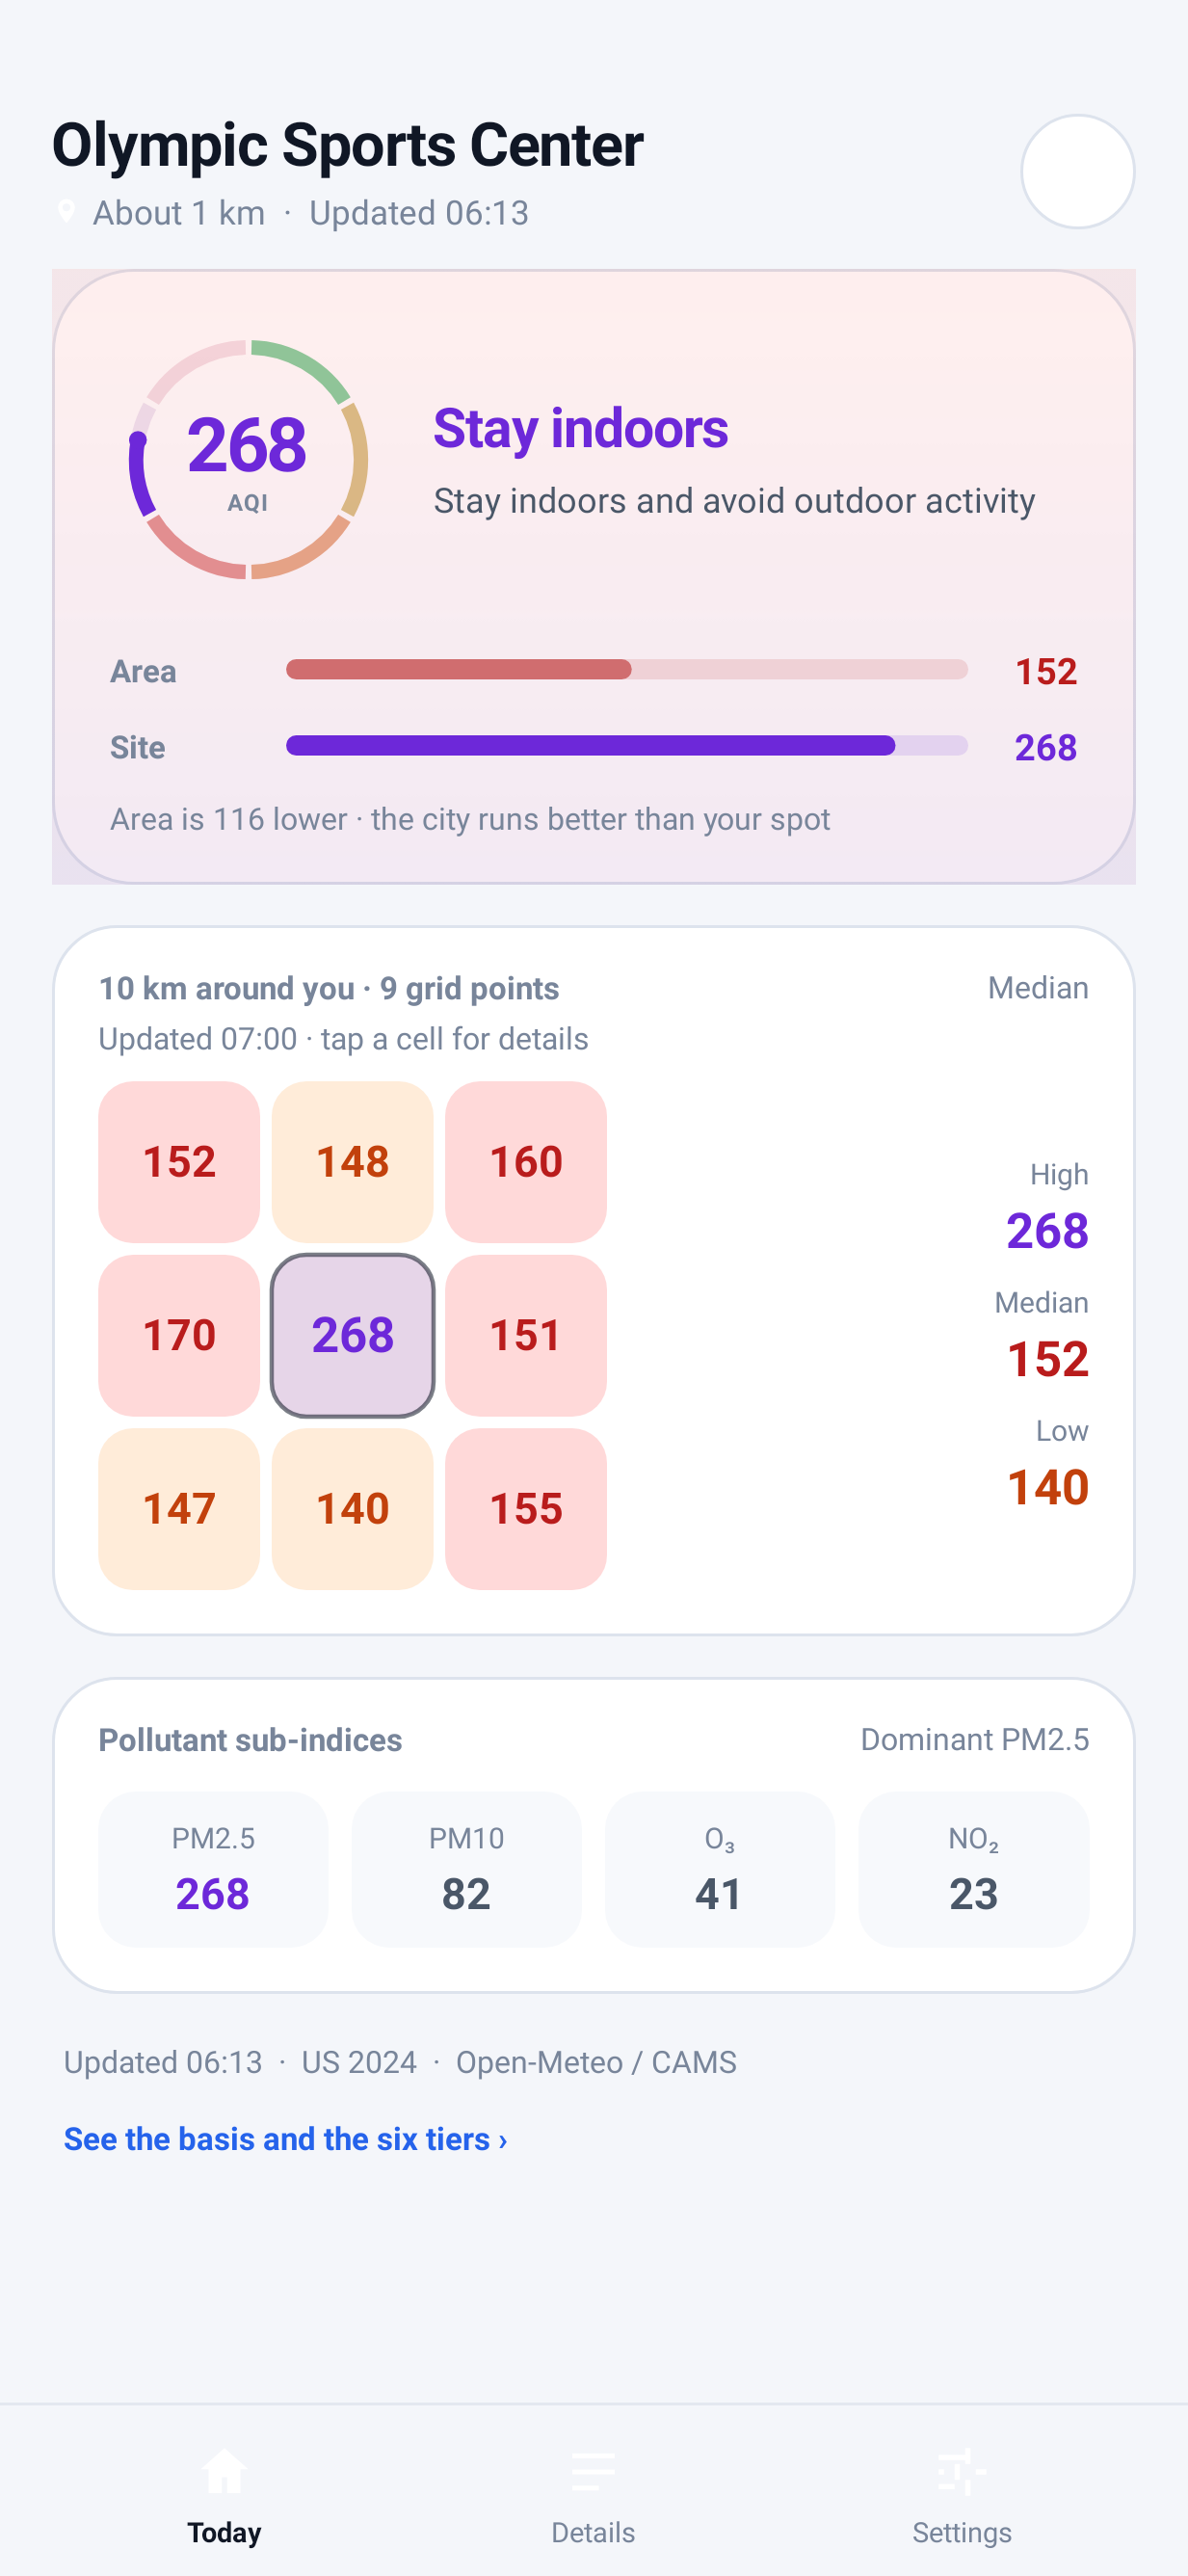 Olympic Sports Center
About 1 km · Updated 06:13
268
AQI
Stay indoors
Stay indoors and avoid outdoor activity
Area 152
Site 268
Area is 116 lower · the city runs better than your spot
10 km around you · 9 grid points Median
Updated 07:00 · tap a cell for details
152 148 160
170 268 151
147 140 155
High
268
Median
152
Low
140
Pollutant sub-indices Dominant PM2.5
PM2.5 PM10 O₃ NO₂
268 82 41 23
Updated 06:13 · US 2024 · Open-Meteo / CAMS
See the basis and the six tiers ›
Today Details Settings